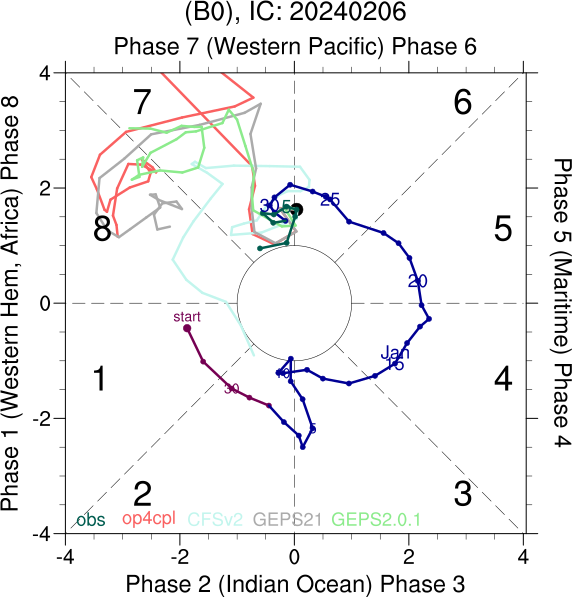 (B0), IC: 20240206
Phase 7 (Western Pacific) Phase 6
4
7
6
Phase 1 (Western Hem, Africa) Phase 8
Phase 5 (Maritime) Phase 4
2
30
5
25
8
5
20
0
start
Jan
15
1
10
4
30
-2
5
2
3
obs op4cpl CFSv2 GEPS21 GEPS2.0.1
-4
-4 -2 0 2 4
Phase 2 (Indian Ocean) Phase 3